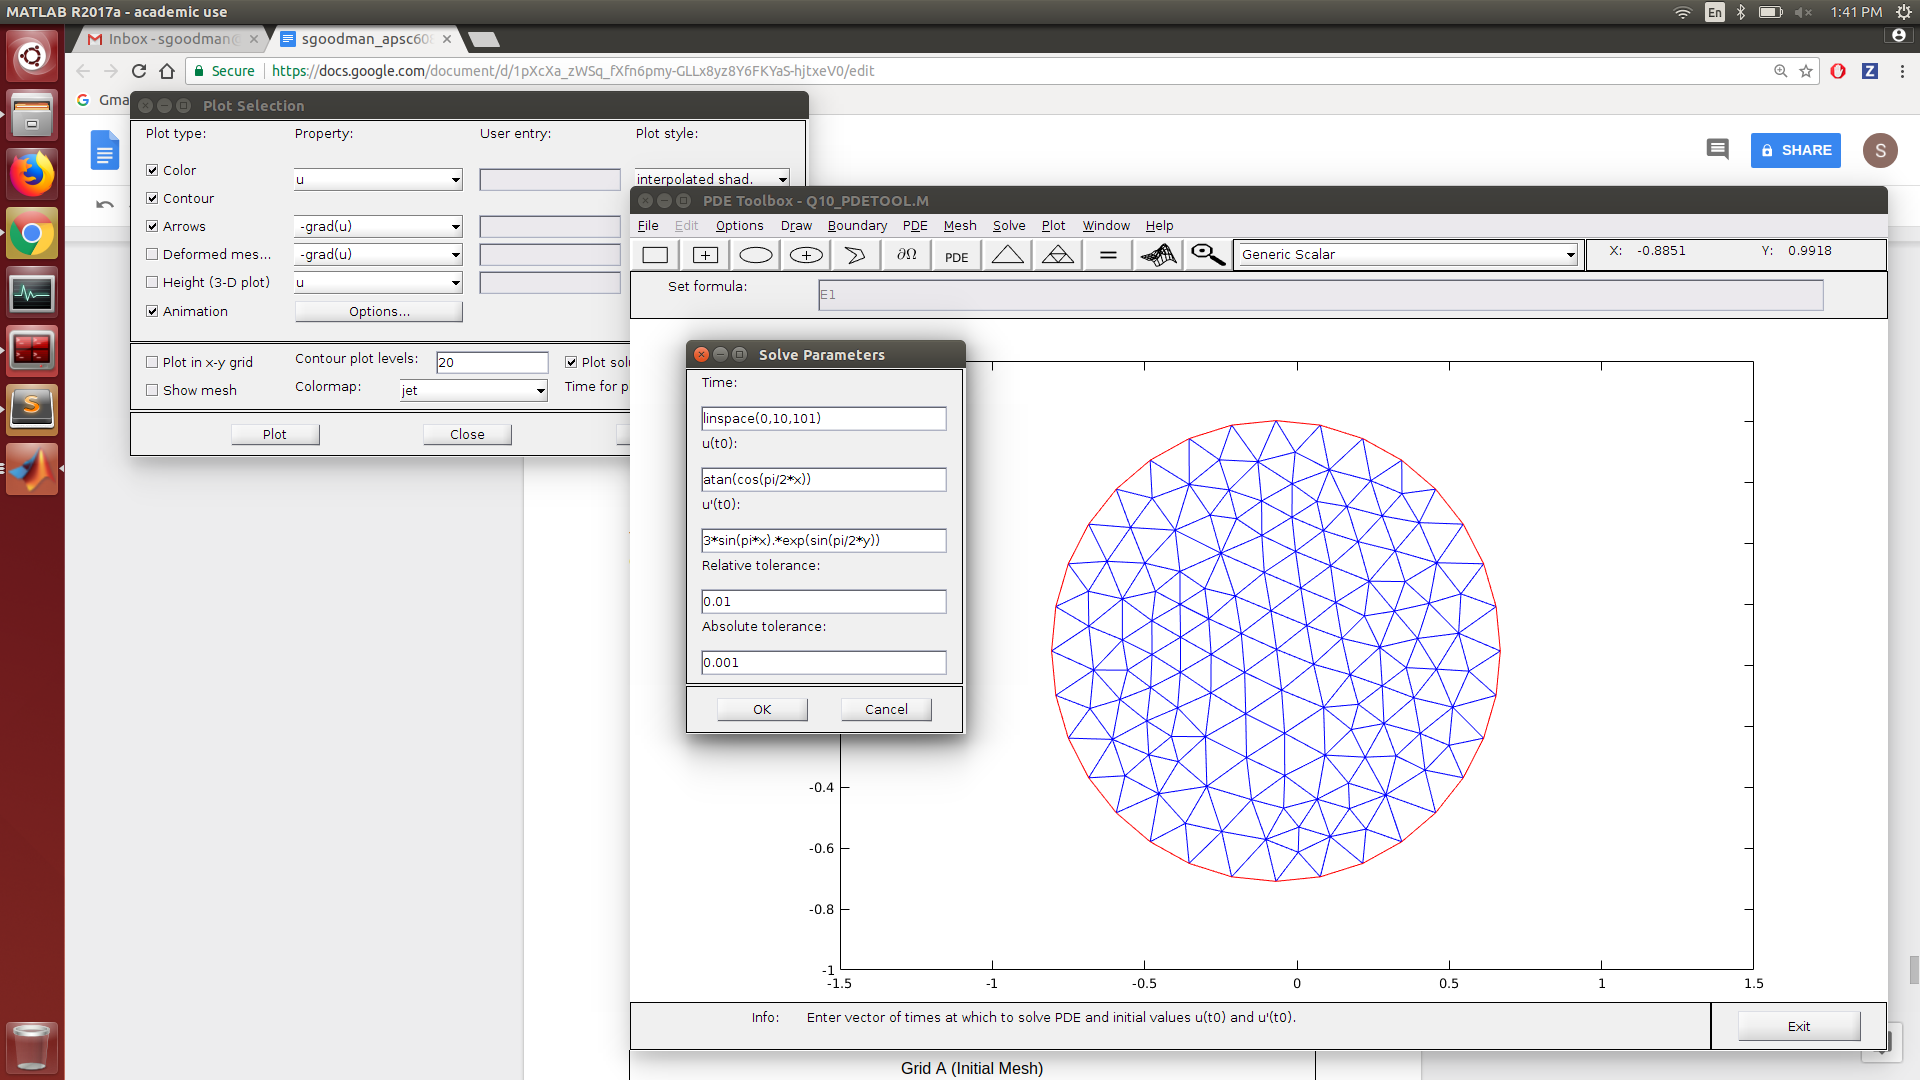 MATLAB R2017a - academic use
En
1:41 PM
Inbox - sgoodman@
sgoodman_apsc608
Secure
https://docs.google.com/document/d/1pXcXa_zWSq_fXfn6pmy-GLLx8yz8Y6FKYaS-hjtxeV0/edit
Z
Gma
SHARE
S
Plot Selection
Plot type: Property: User entry: Plot style:
Color u interpolated shad.
Contour
Arrows -grad(u)
Deformed mes... -grad(u)
Height (3-D plot) u
Animation Options...
Plot in x-y grid Contour plot levels: 20 Plot solu
Show mesh Colormap: jet Time for p
Plot Close
PDE Toolbox - Q10_PDETOOL.M
File Edit Options Draw Boundary PDE Mesh Solve Plot Window Help
∂Ω PDE = Generic Scalar X: -0.8851 Y: 0.9918
Set formula: E1
Solve Parameters
Time:
linspace(0,10,101)
u(t0):
atan(cos(pi/2*x))
u'(t0):
3*sin(pi*x).*exp(sin(pi/2*y))
Relative tolerance:
0.01
Absolute tolerance:
0.001
OK Cancel
-0.4
-0.6
-0.8
-1
-1.5 -1 -0.5 0 0.5 1 1.5
Info: Enter vector of times at which to solve PDE and initial values u(t0) and u'(t0).
Exit
Grid A (Initial Mesh)